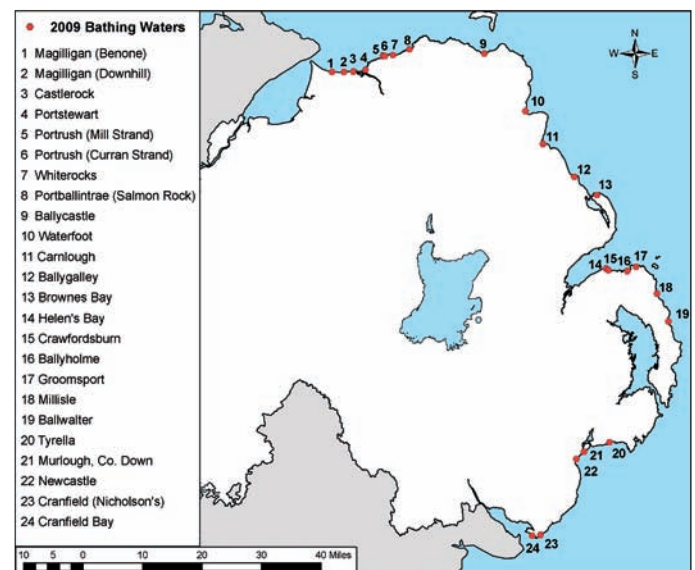 2009 Bathing Waters
1 Magilligan (Benone)
2 Magilligan (Downhill)
3 Castlerock
4 Portstewart
5 Portrush (Mill Strand)
6 Portrush (Curran Strand)
7 Whiterocks
8 Portballintrae (Salmon Rock)
9 Ballycastle
10 Waterfoot
11 Carnlough
12 Ballygalley
13 Brownes Bay
14 Helen's Bay
15 Crawfordsburn
16 Ballyholme
17 Groomsport
18 Millisle
19 Ballwalter
20 Tyrella
21 Murlough, Co. Down
22 Newcastle
23 Cranfield (Nicholson's)
24 Cranfield Bay
10 5 0 10 20 30 40 Miles
N
W E
S
1 2 3 4
5 6 7
8
9
10
11
12
13
14 15 16 17
18
19
20
21
22
24 23